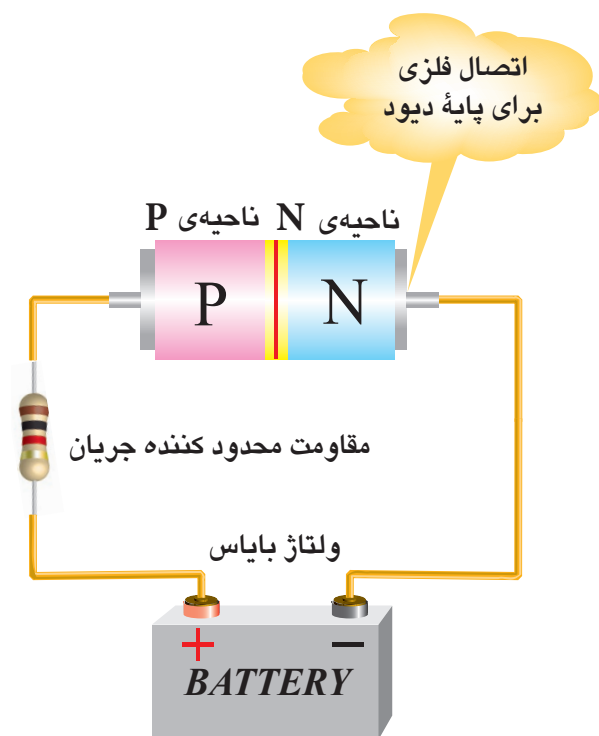 اتصال فلزی
برای پایهٔ دیود
ناحیه‌ی P ناحیه‌ی N
P N
مقاومت محدود کننده جریان
ولتاژ بایاس
+ −
BATTERY